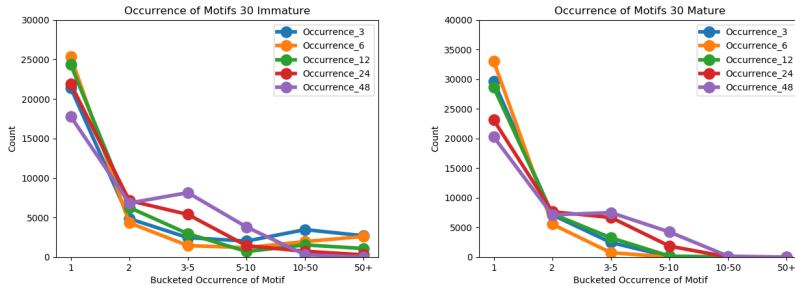 Occurrence of Motifs 30 Immature
30000
25000
20000
15000
10000
5000
0
Count
1 2 3-5 5-10 10-50 50+
Bucketed Occurrence of Motif
Occurrence_3
Occurrence_6
Occurrence_12
Occurrence_24
Occurrence_48
Occurrence of Motifs 30 Mature
40000
35000
30000
25000
20000
15000
10000
5000
0
Count
1 2 3-5 5-10 10-50 50+
Bucketed Occurrence of Motif
Occurrence_3
Occurrence_6
Occurrence_12
Occurrence_24
Occurrence_48